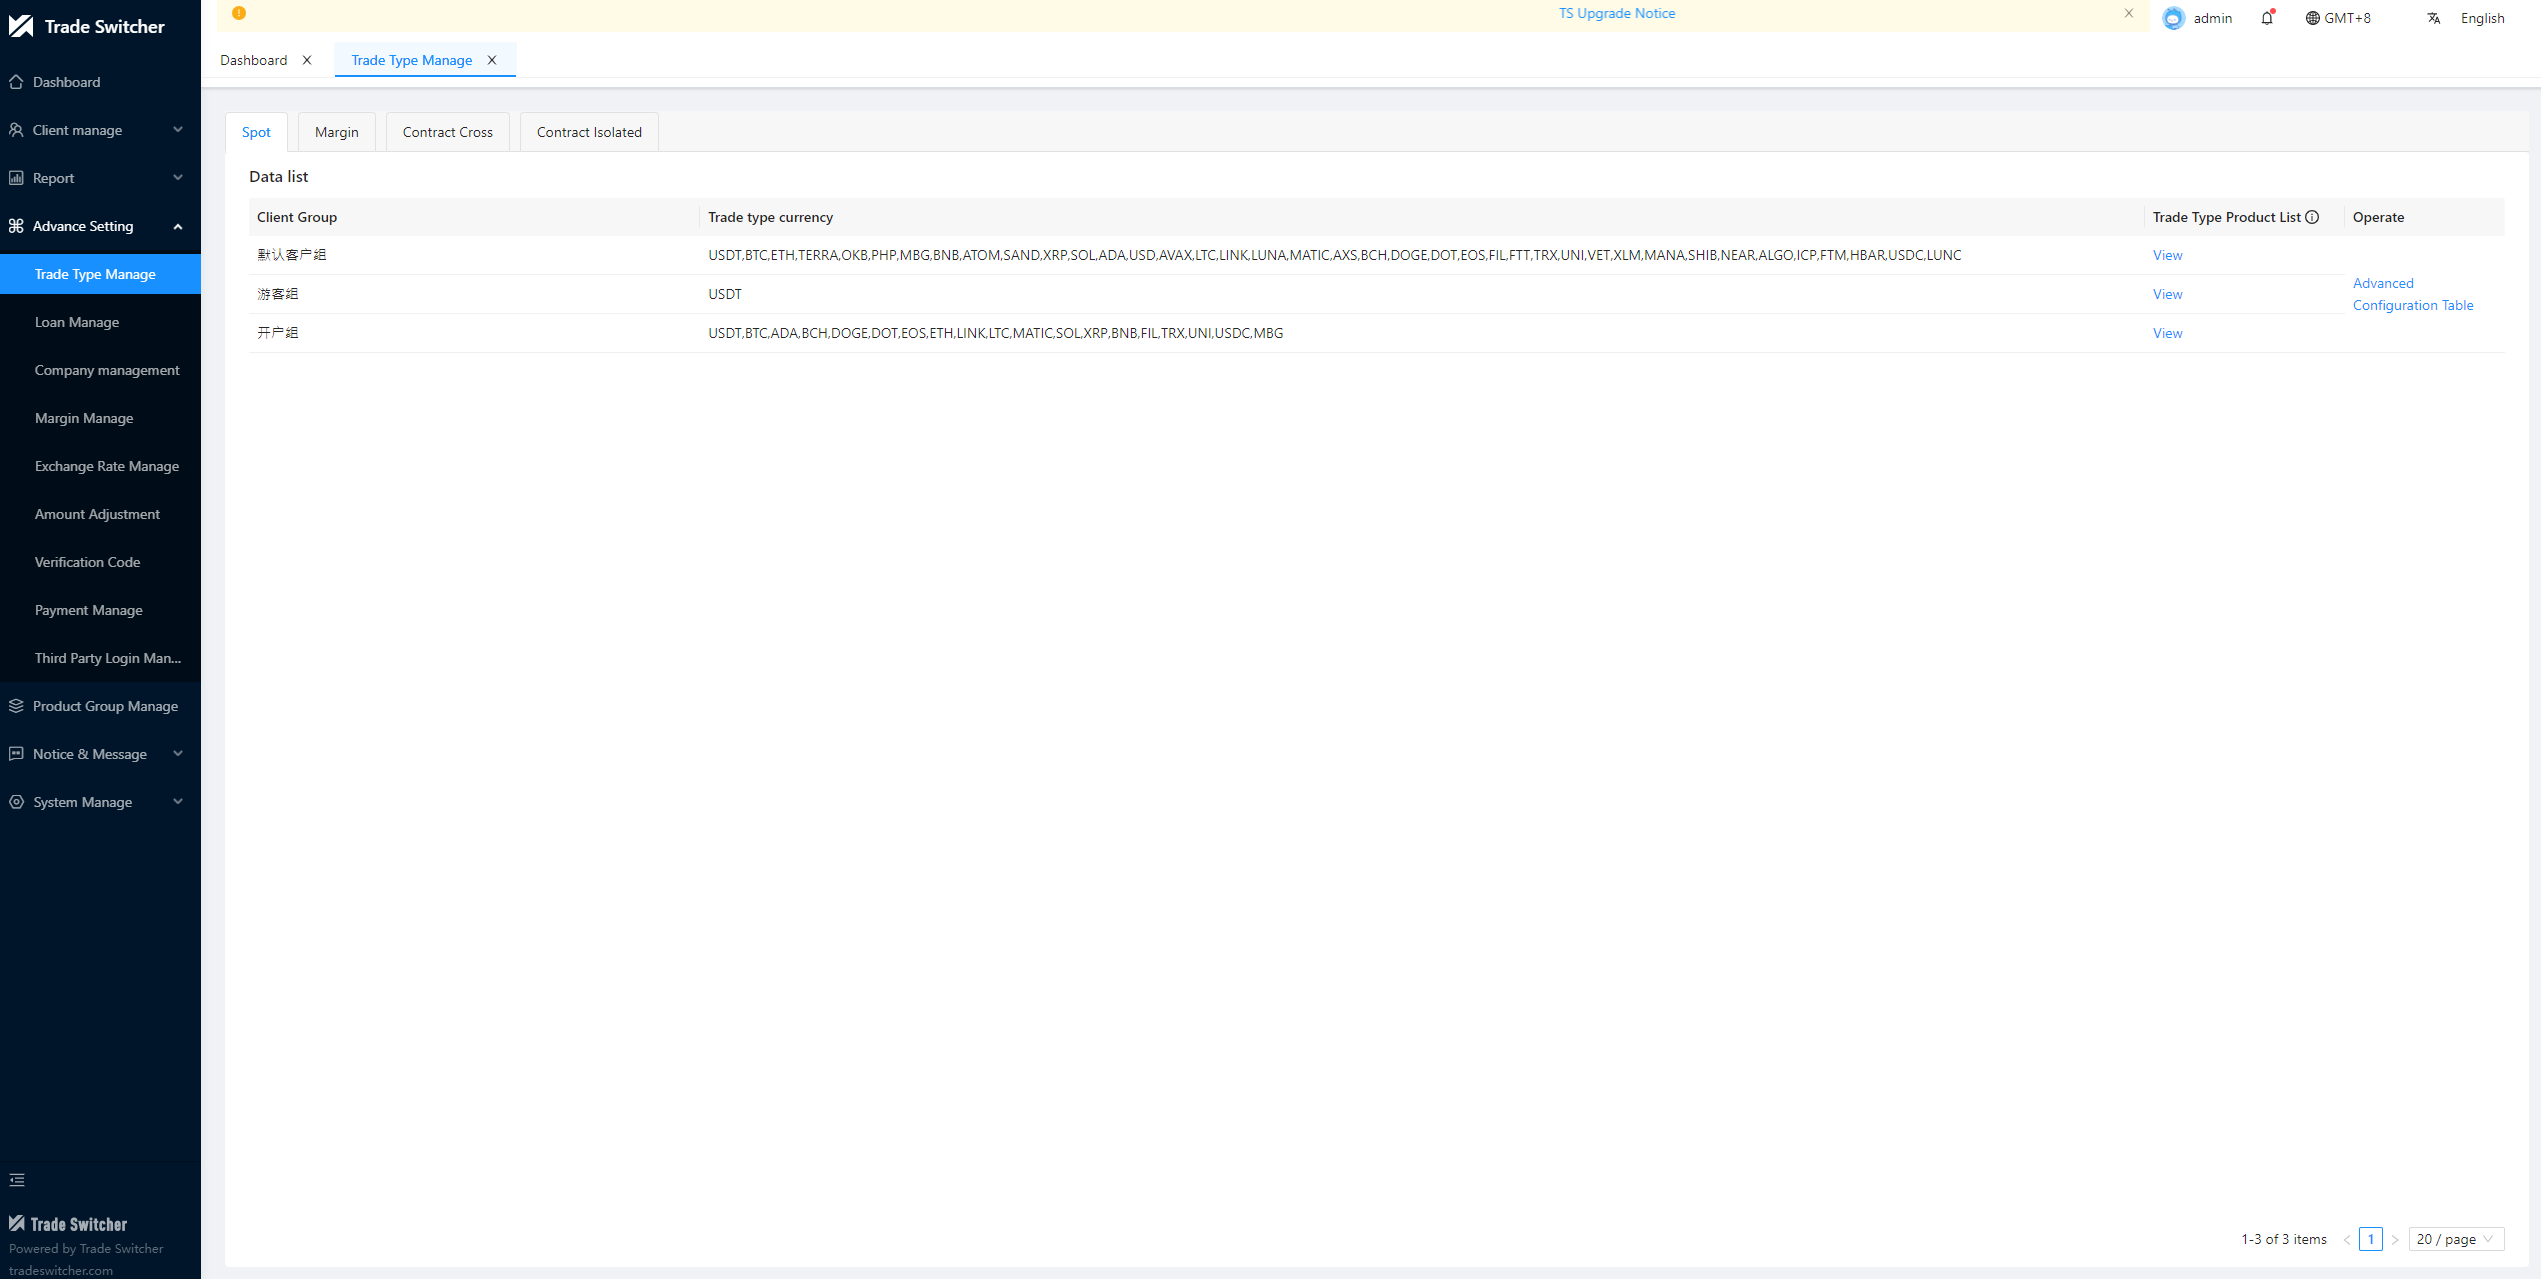 Trade Switcher
TS Upgrade Notice
admin
GMT+8
English
Dashboard
Trade Type Manage
Dashboard
Client manage
Report
Advance Setting
Trade Type Manage
Loan Manage
Company management
Margin Manage
Exchange Rate Manage
Amount Adjustment
Verification Code
Payment Manage
Third Party Login Man...
Product Group Manage
Notice & Message
System Manage
Trade Switcher
Powered by Trade Switcher
tradeswitcher.com
Spot
Margin
Contract Cross
Contract Isolated
Data list
Client Group
Trade type currency
Trade Type Product List
Operate
默认客户组
USDT,BTC,ETH,TERRA,OKB,PHP,MBG,BNB,ATOM,SAND,XRP,SOL,ADA,USD,AVAX,LTC,LINK,LUNA,MATIC,AXS,BCH,DOGE,DOT,EOS,FIL,FTT,TRX,UNI,VET,XLM,MANA,SHIB,NEAR,ALGO,ICP,FTM,HBAR,USDC,LUNC
View
游客组
USDT
View
Advanced
Configuration Table
开户组
USDT,BTC,ADA,BCH,DOGE,DOT,EOS,ETH,LINK,LTC,MATIC,SOL,XRP,BNB,FIL,TRX,UNI,USDC,MBG
View
1-3 of 3 items
1
20 / page